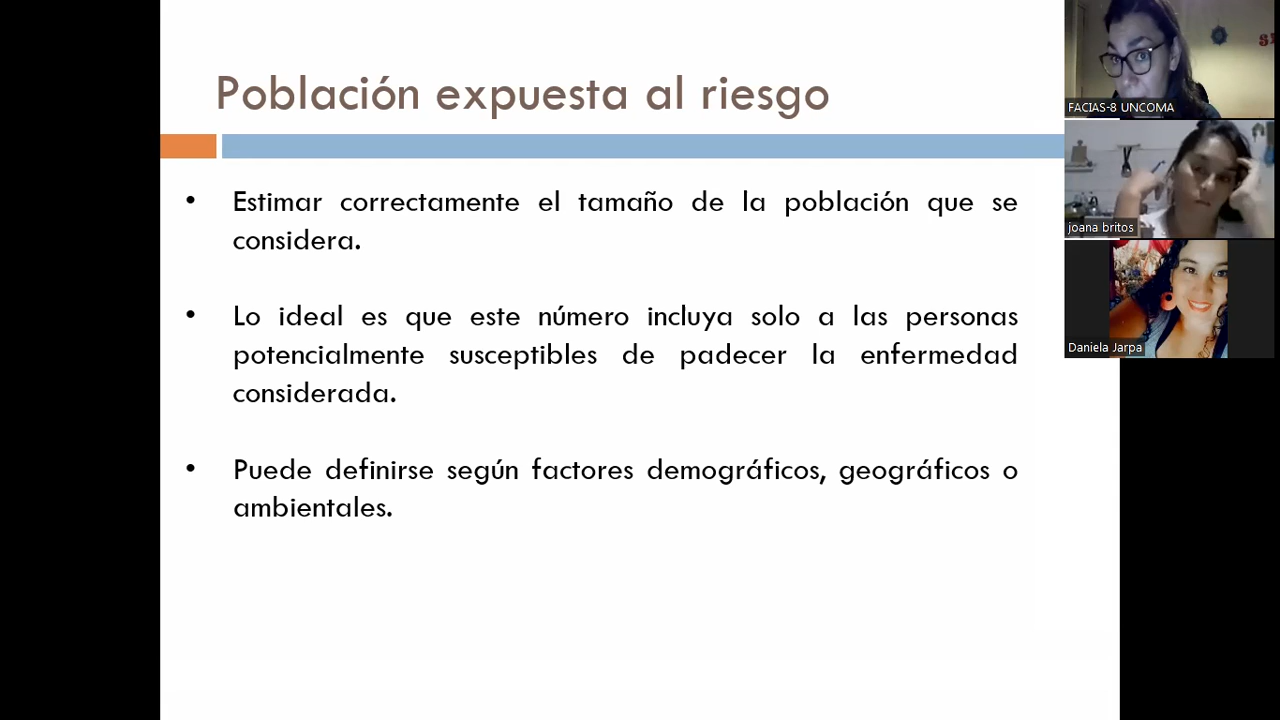 Población expuesta al riesgo
• Estimar correctamente el tamaño de la población que se
considera.
• Lo ideal es que este número incluya solo a las personas
potencialmente susceptibles de padecer la enfermedad
considerada.
• Puede definirse según factores demográficos, geográficos o
ambientales.
FACIAS-8 UNCOMA
joana britos
Daniela Jarpa